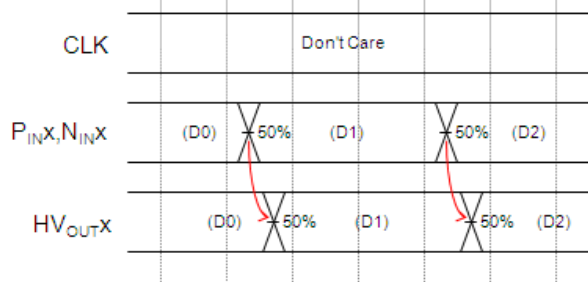 CLK Don't Care
PINx,NINx (D0) 50% (D1) 50% (D2)
HVOUTx (D0) 50% (D1) 50% (D2)